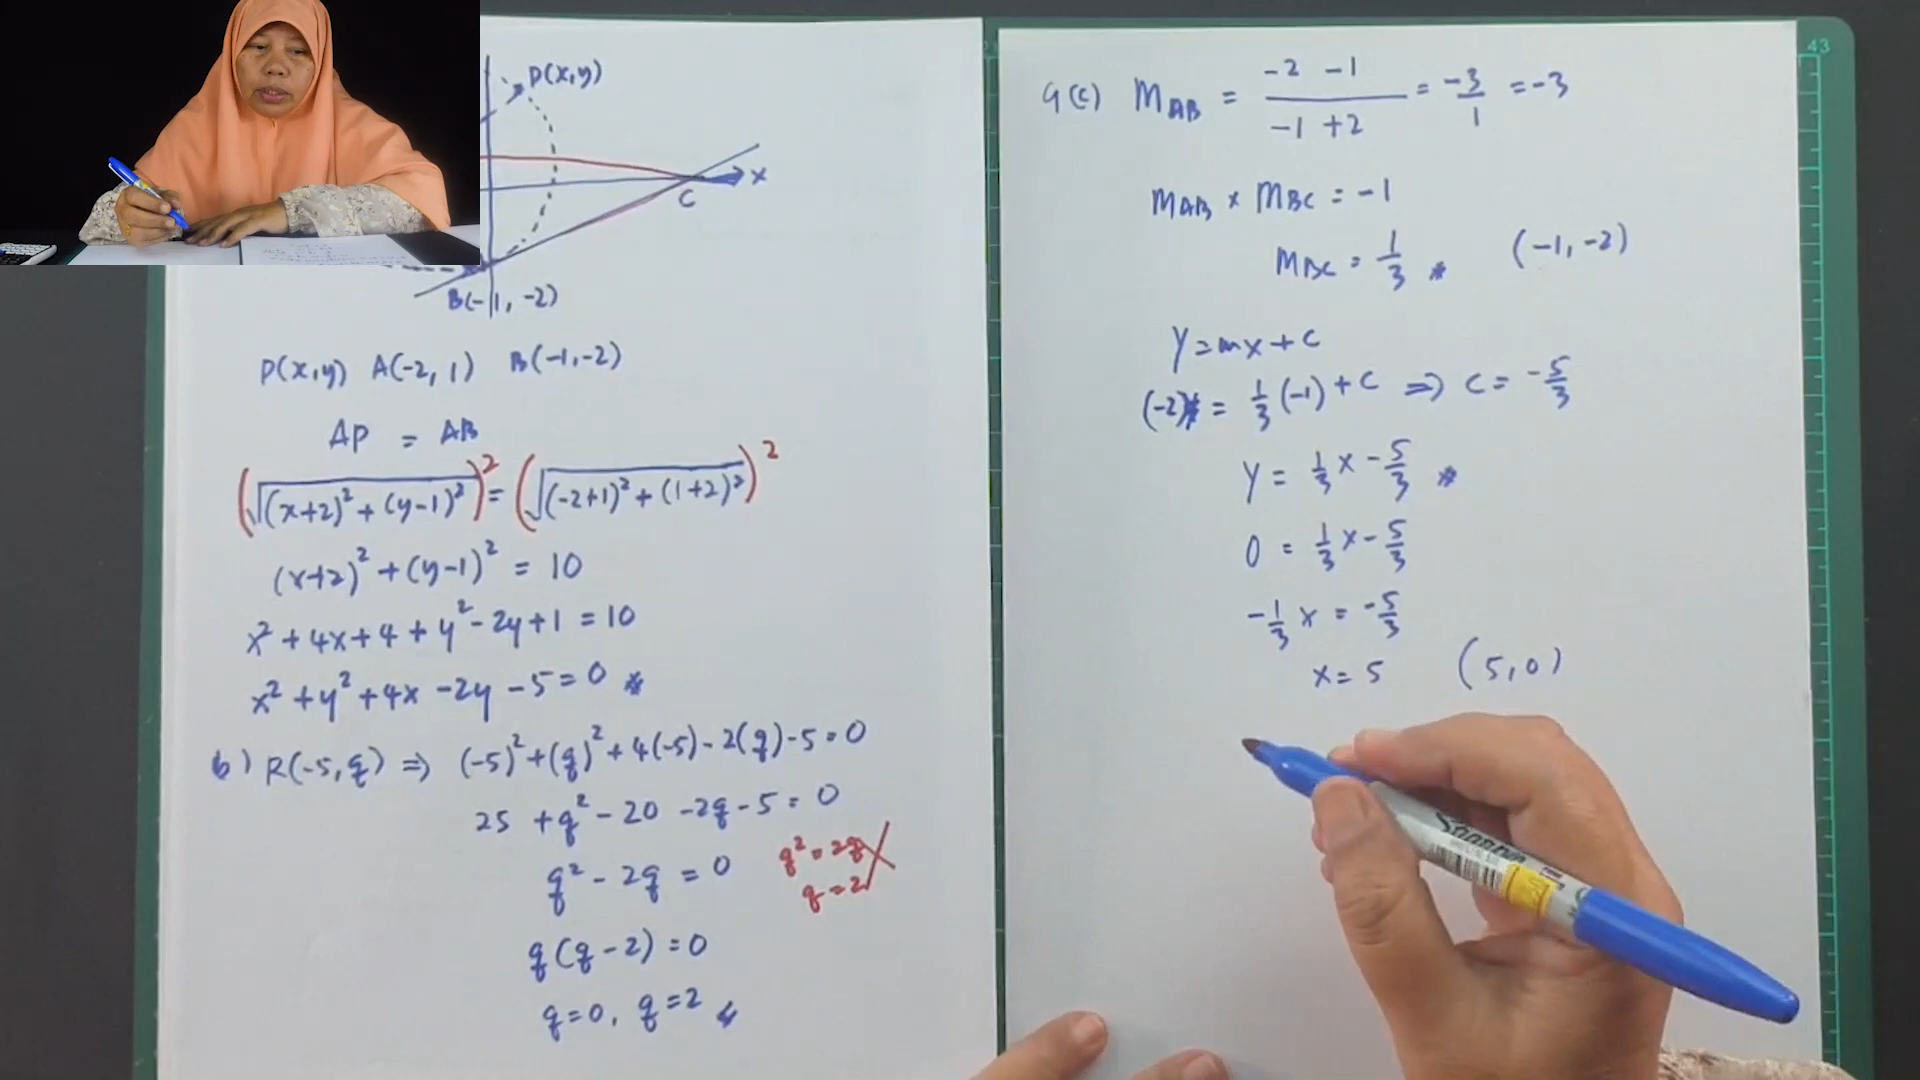 P(x,y)
x
C
B(-1, -2)
P(x,y) A(-2, 1) B(-1,-2)
AP = AB
(√((x+2)² + (y-1)²))² = (√((-2+1)² + (1+2)²))²
(x+2)² + (y-1)² = 10
x² + 4x + 4 + y² - 2y + 1 = 10
x² + y² + 4x - 2y - 5 = 0
b) R(-5, q) ⇒ (-5)² + (q)² + 4(-5) - 2(q) - 5 = 0
25 + q² - 20 - 2q - 5 = 0
q² - 2q = 0
q² = 2q
q = 2
q(q - 2) = 0
q = 0, q = 2
9(c) MAB = (-2 -1)/(-1 +2) = -3/1 = -3
MAB × MBC = -1
MBC = 1/3 (-1, -2)
Y = mx + c
(-2) = 1/3(-1) + c ⇒ c = -5/3
Y = 1/3 x - 5/3
0 = 1/3 x - 5/3
-1/3 x = -5/3
x = 5 (5, 0)
43
Sharpie